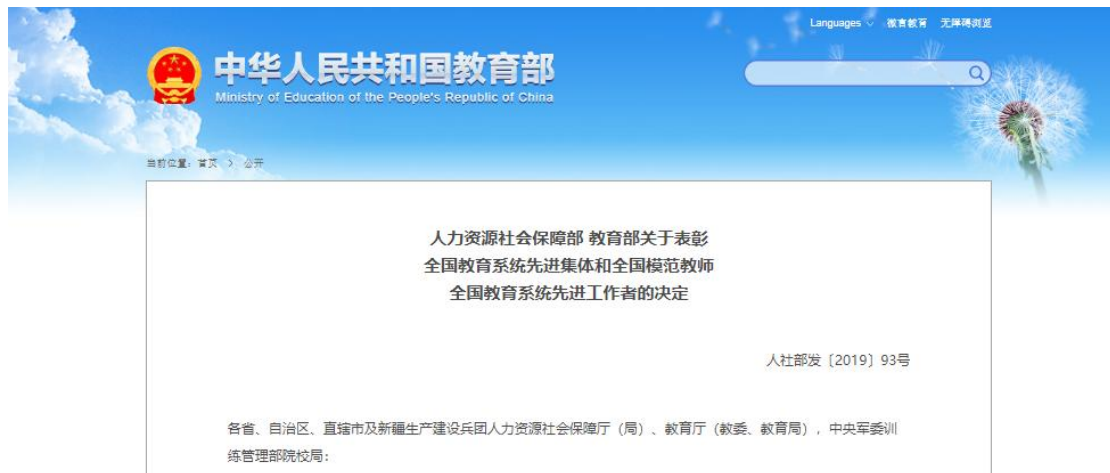 Languages 微言教育 无障碍浏览
中华人民共和国教育部
Ministry of Education of the People's Republic of China
当前位置：首页 > 公开
人力资源社会保障部 教育部关于表彰
全国教育系统先进集体和全国模范教师
全国教育系统先进工作者的决定
人社部发〔2019〕93号
各省、自治区、直辖市及新疆生产建设兵团人力资源社会保障厅（局）、教育厅（教委、教育局），中央军委训
练管理部院校局：